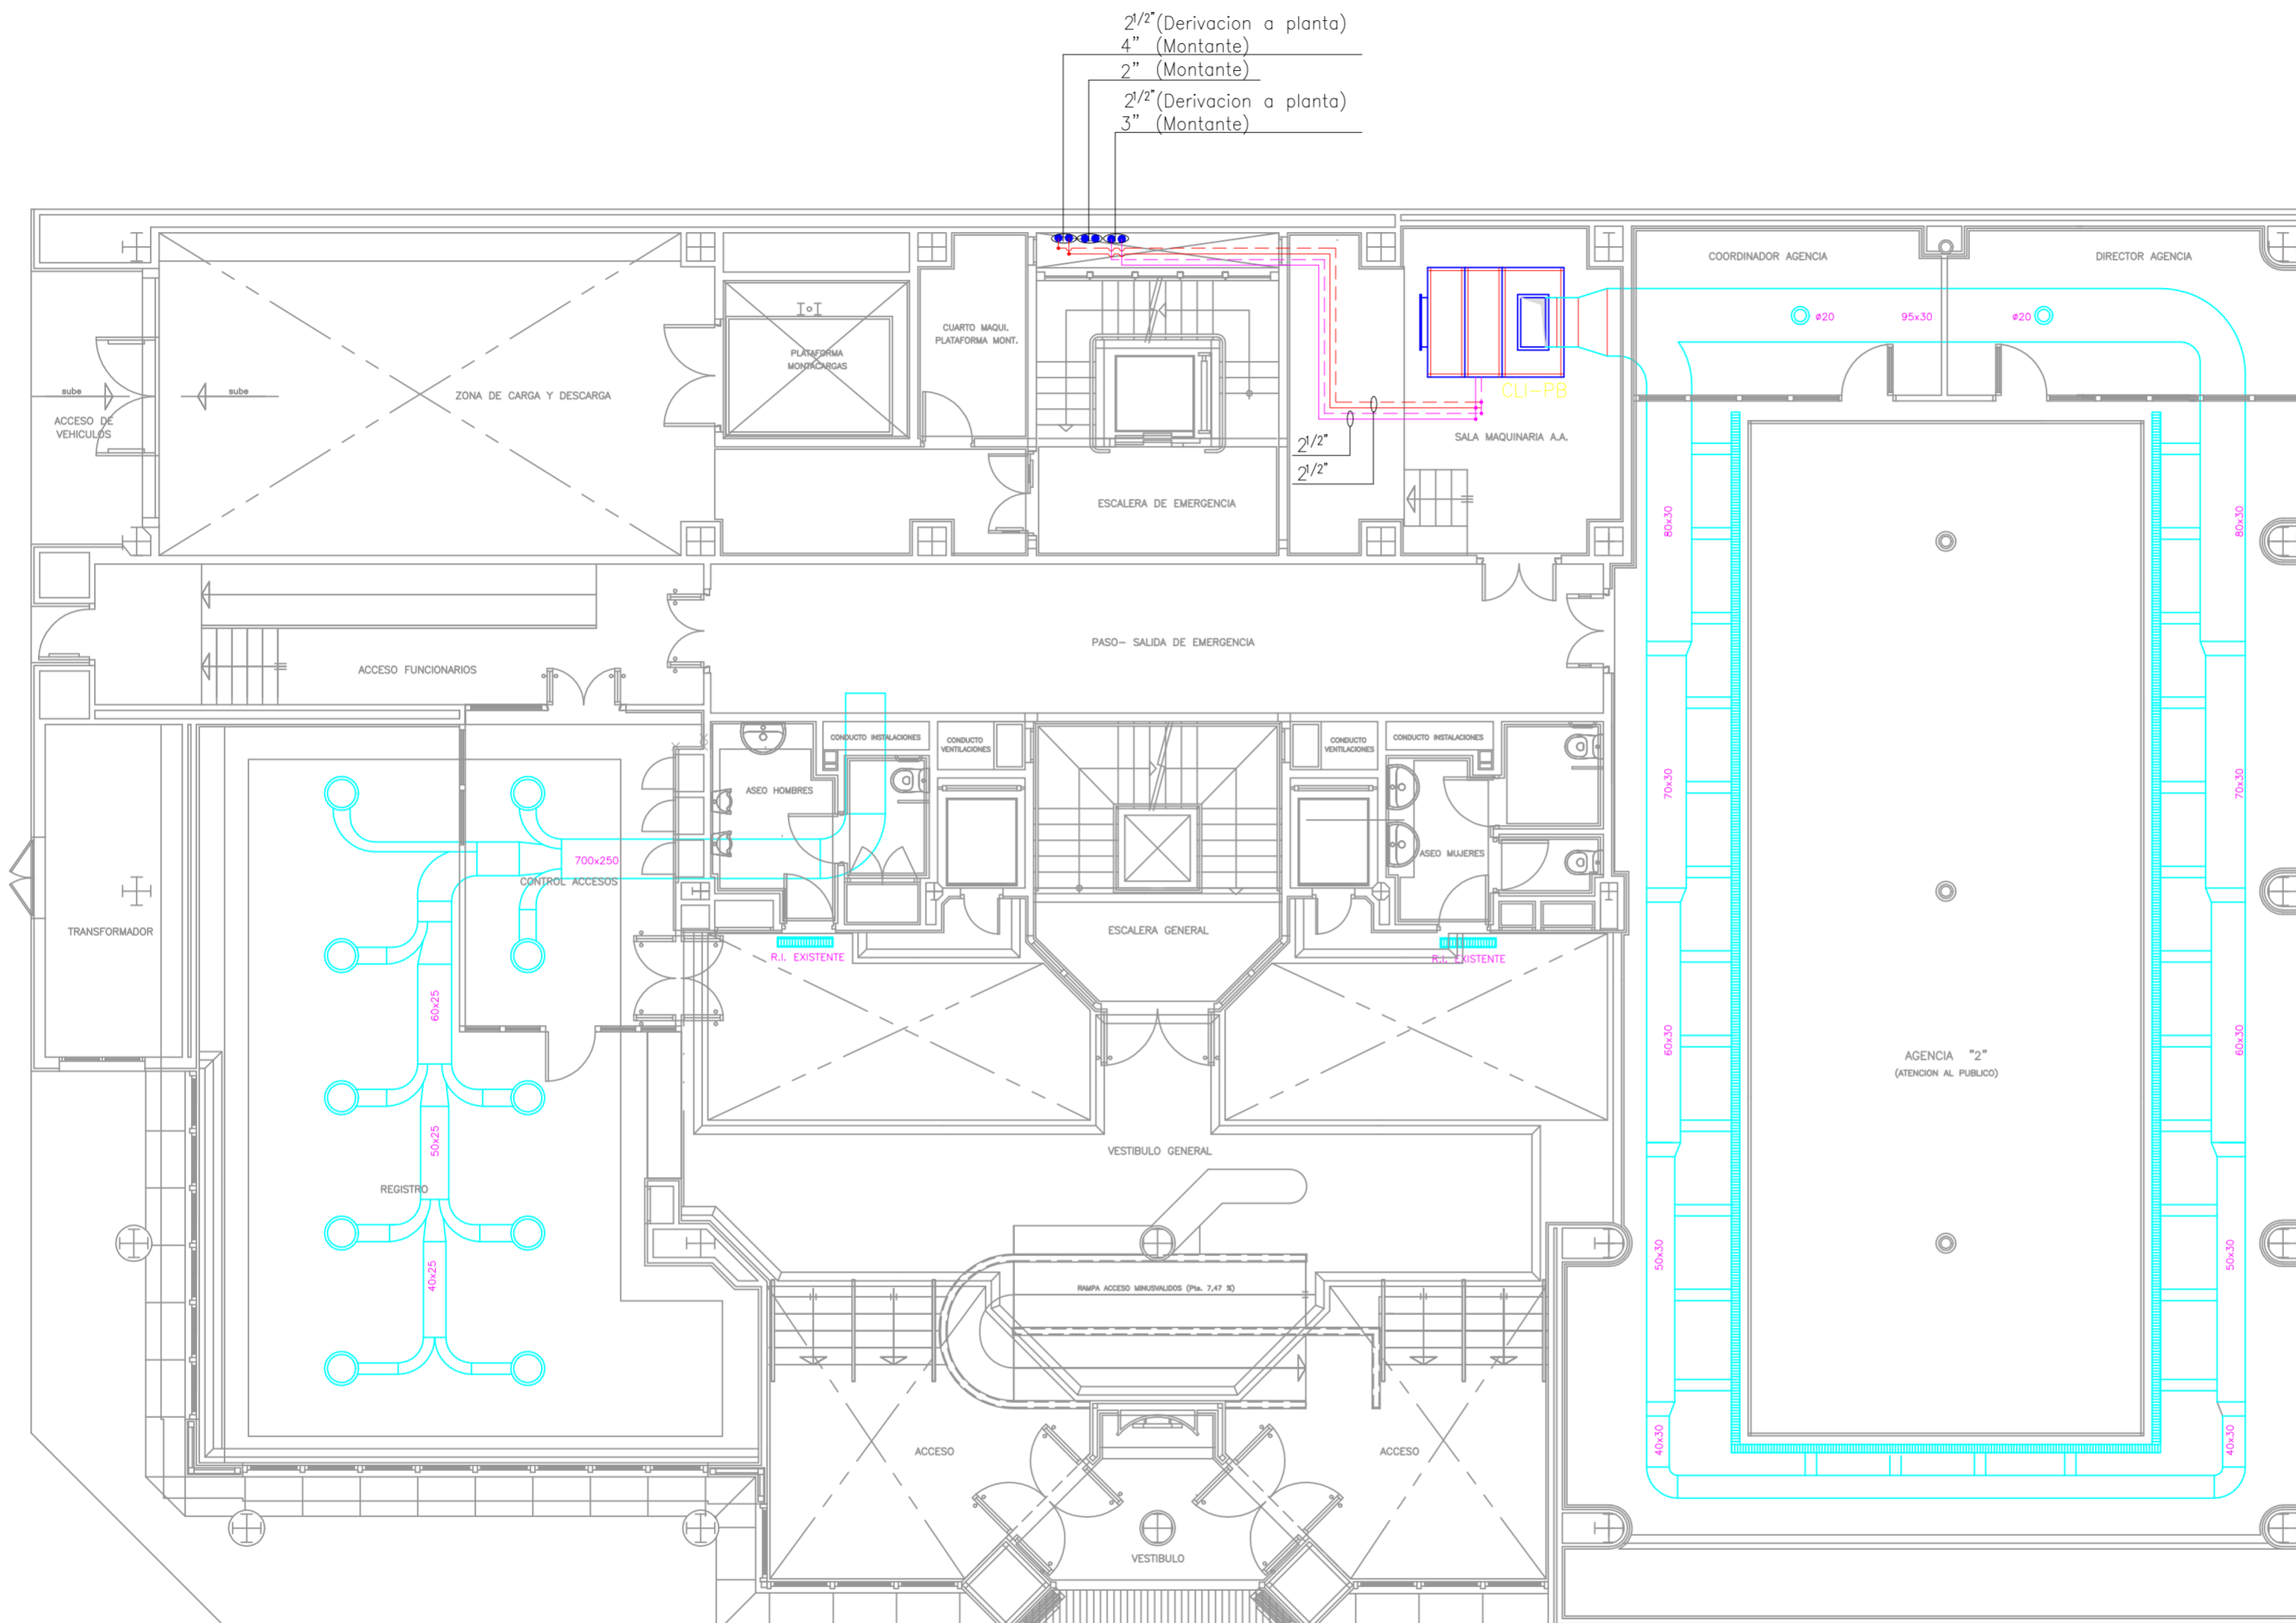 2 1/2" (Derivacion a planta)
4" (Montante)
2" (Montante)
2 1/2" (Derivacion a planta)
3" (Montante)
COORDINADOR AGENCIA
DIRECTOR AGENCIA
ø20
95x30
ø20
CUARTO MAQUI.
PLATAFORMA MONT.
PLATAFORMA
MONTACARGAS
sube
sube
ZONA DE CARGA Y DESCARGA
ACCESO DE
VEHICULOS
CLI-PB
SALA MAQUINARIA A.A.
2 1/2"
2 1/2"
ESCALERA DE EMERGENCIA
80x30
80x30
PASO- SALIDA DE EMERGENCIA
ACCESO FUNCIONARIOS
CONDUCTO INSTALACIONES
CONDUCTO
VENTILACIONES
CONDUCTO
VENTILACIONES
CONDUCTO INSTALACIONES
70x30
70x30
ASEO HOMBRES
ASEO MUJERES
700x250
CONTROL ACCESOS
TRANSFORMADOR
ESCALERA GENERAL
R.I. EXISTENTE
R.I. EXISTENTE
60x25
60x30
60x30
AGENCIA "2"
(ATENCION AL PUBLICO)
50x25
VESTIBULO GENERAL
REGISTRO
50x30
50x30
40x25
RAMPA ACCESO MINUSVALIDOS (Pte. 7,47 %)
40x30
40x30
ACCESO
ACCESO
VESTIBULO